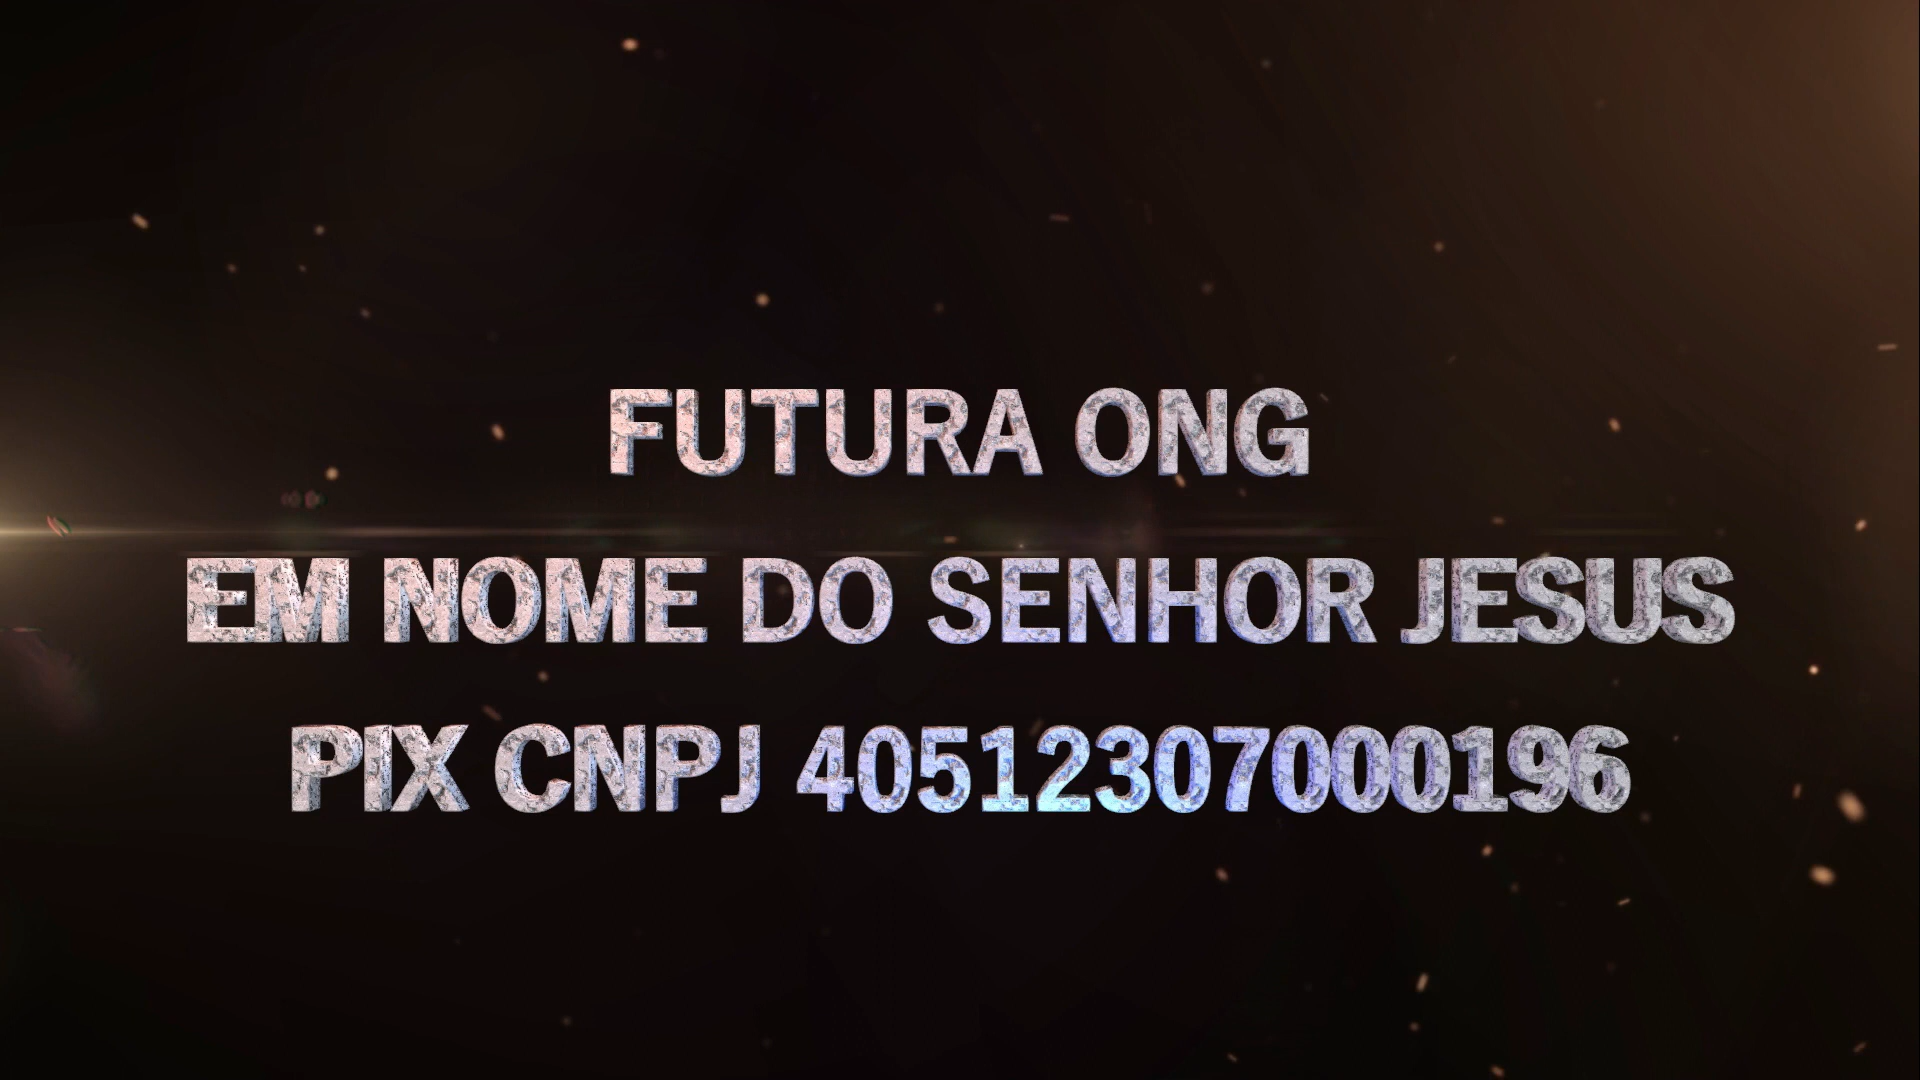 FUTURA ONG
EM NOME DO SENHOR JESUS
PIX CNPJ 40512307000196